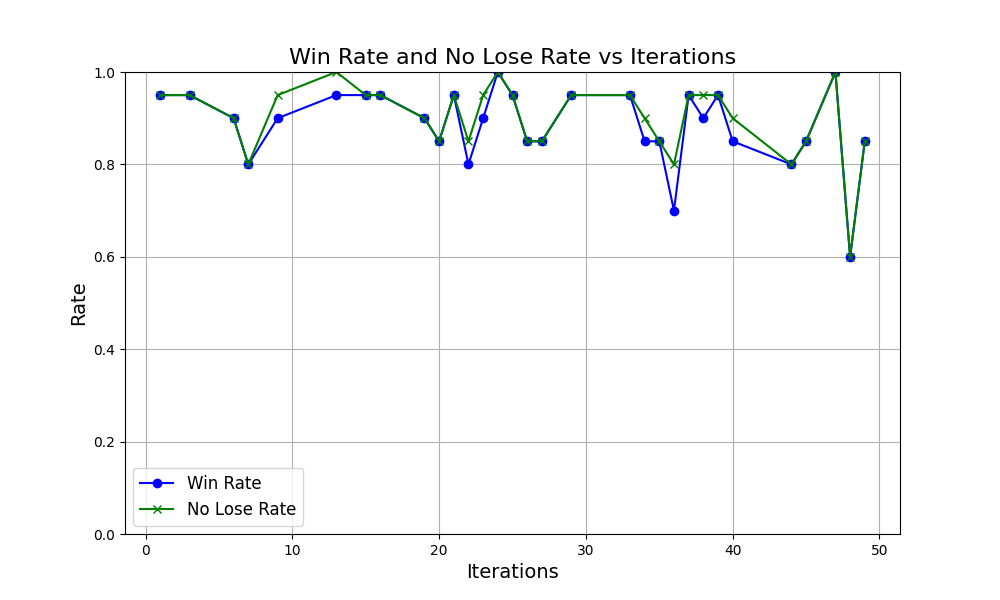 Win Rate and No Lose Rate vs Iterations
1.0
0.8
0.6
0.4
0.2
0.0
Rate
Win Rate
No Lose Rate
0 10 20 30 40 50
Iterations